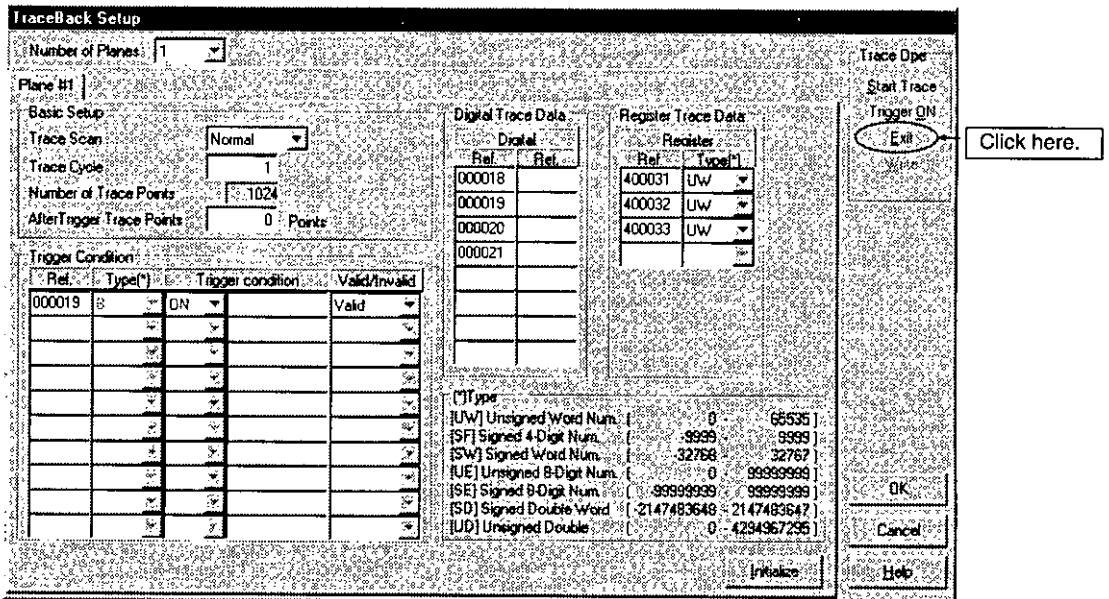 TraceBack Setup
Number of Planes 1
Plane #1
Basic Setup
Trace Scan Normal
Trace Cycle 1
Number of Trace Points 1024
AfterTrigger Trace Points 0 Points
Digital Trace Data
Digital
Ref. Ref.
000018
000019
000020
000021
Register Trace Data
Register
Ref. Type(*)
400031 UW
400032 UW
400033 UW
Trace Ope
Start Trace
Trigger ON
Exit
Click here.
Trigger Condition
Ref. Type(*) Trigger condition Valid/Invalid
000019 B ON Valid
(*)Type
[UW] Unsigned Word Num. [ 0 - 65535 ]
[SF] Signed 4-Digit Num. [ -9999 - 9999 ]
[SW] Signed Word Num. [ -32768 - 32767 ]
[UE] Unsigned 8-Digit Num. [ 0 - 99999999 ]
[SE] Signed 8-Digit Num. [ -99999999 - 99999999 ]
[SD] Signed Double Word [ -2147483648 - 2147483647 ]
[UD] Unsigned Double [ 0 - 4294967295 ]
OK
Cancel
Initialize
Help